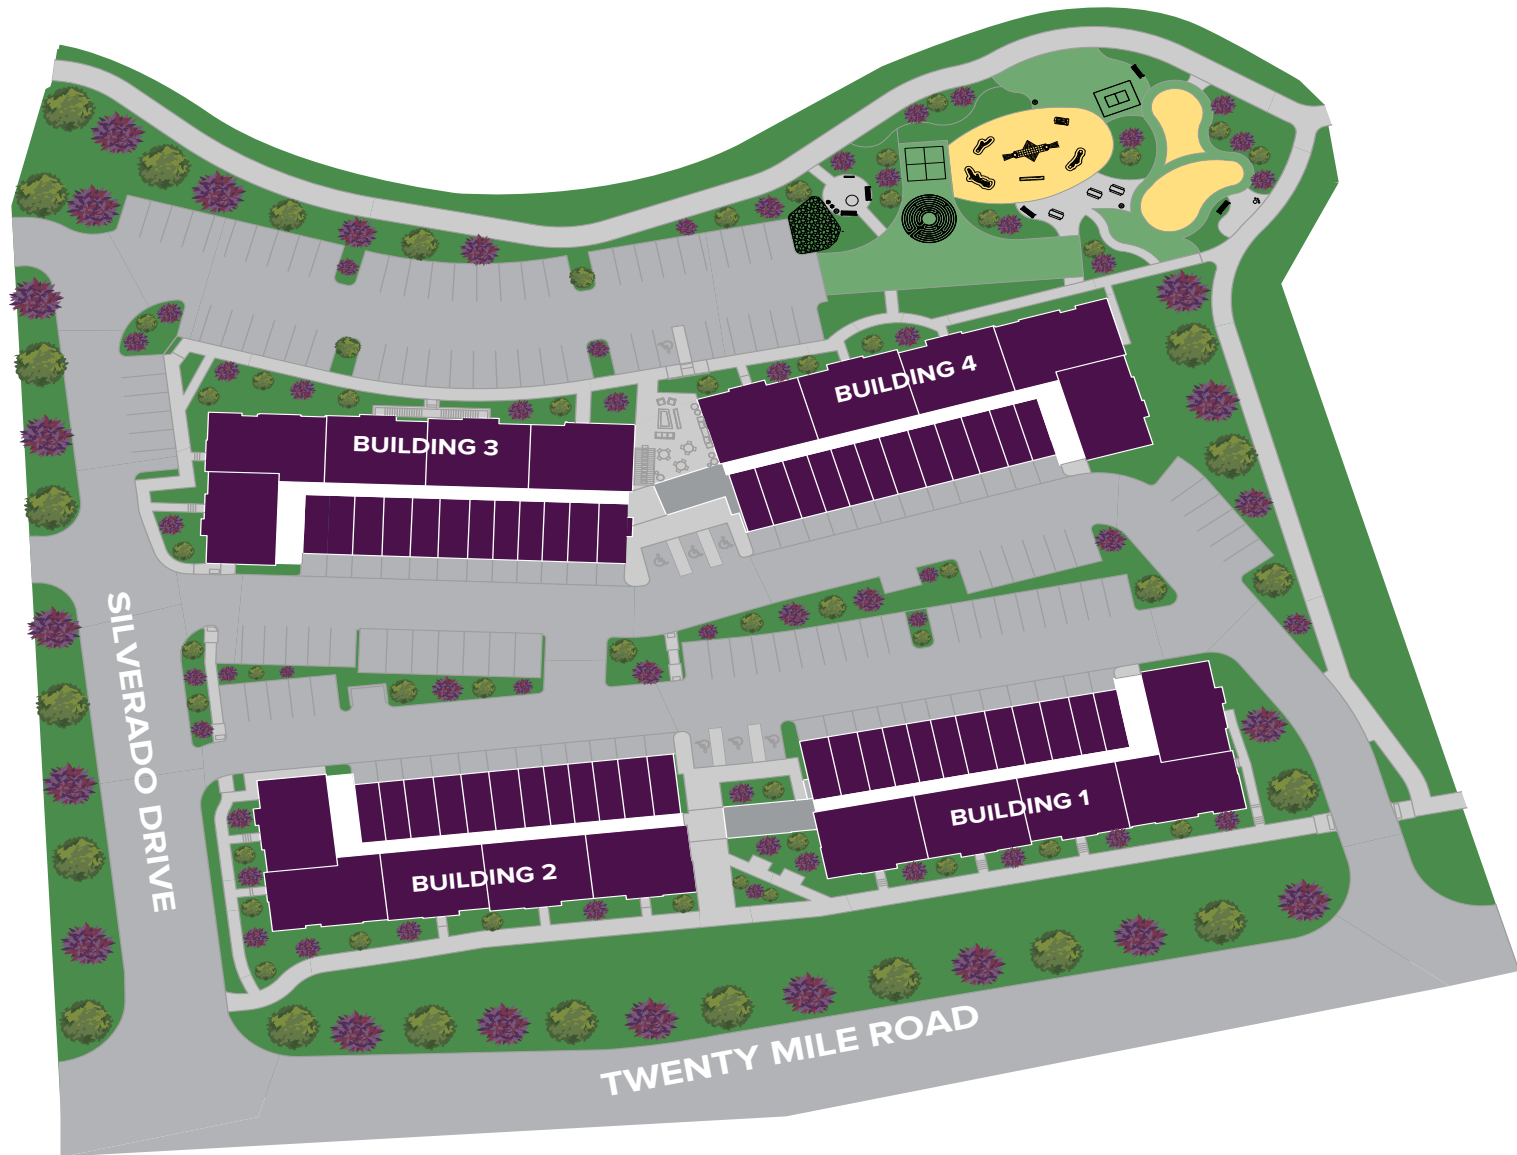 BUILDING 4
BUILDING 3
SILVERADO DRIVE
BUILDING 1
BUILDING 2
TWENTY MILE ROAD